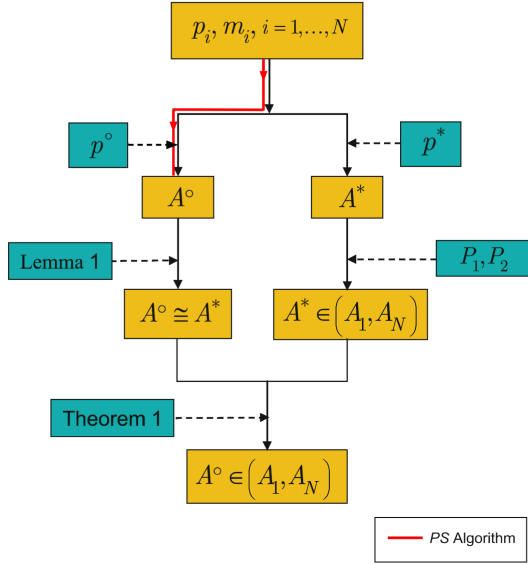 p_i, m_i, i = 1,…,N
p° p*
A° A*
Lemma 1 P_1, P_2
A° ≅ A* A* ∈ (A_1, A_N)
Theorem 1
A° ∈ (A_1, A_N)
PS Algorithm